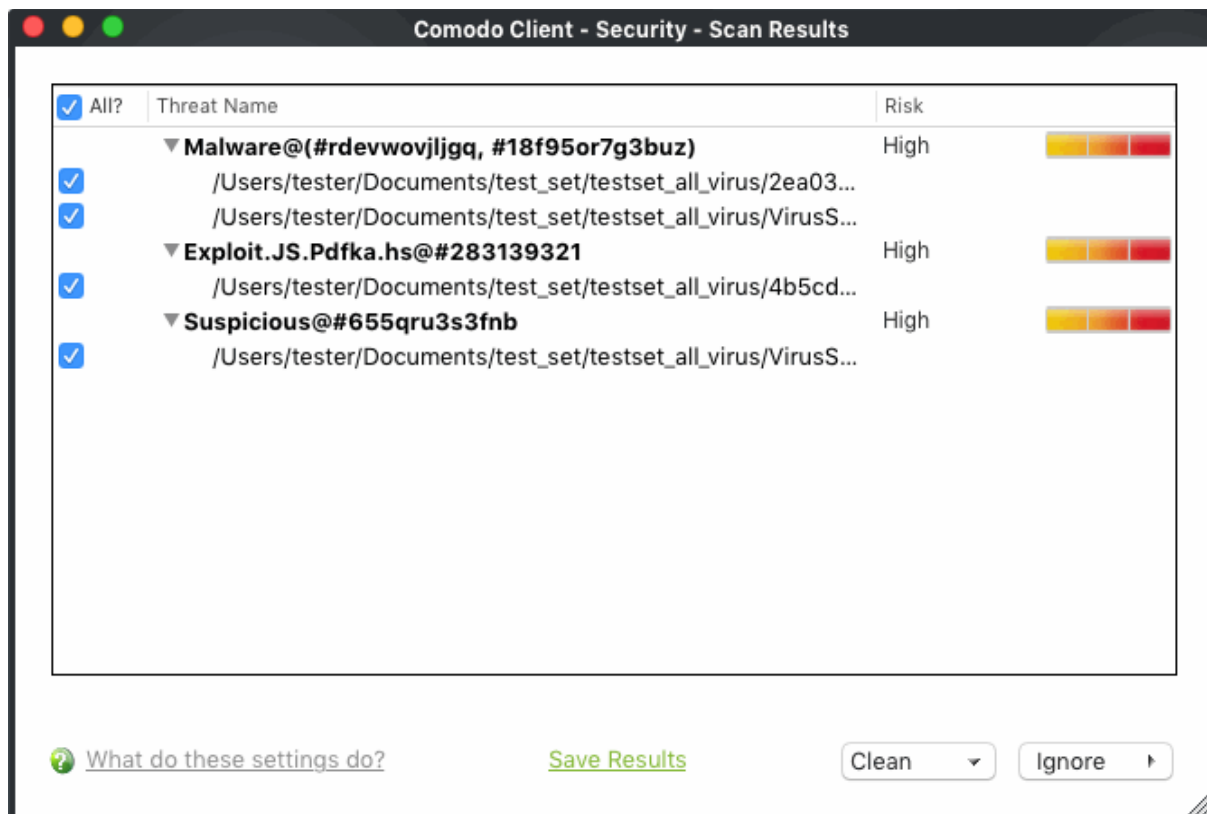 Comodo Client - Security - Scan Results
All? Threat Name Risk
Malware@(#rdevwovjljgq, #18f95or7g3buz) High
/Users/tester/Documents/test_set/testset_all_virus/2ea03...
/Users/tester/Documents/test_set/testset_all_virus/VirusS...
Exploit.JS.Pdfka.hs@#283139321 High
/Users/tester/Documents/test_set/testset_all_virus/4b5cd...
Suspicious@#655qru3s3fnb High
/Users/tester/Documents/test_set/testset_all_virus/VirusS...
What do these settings do? Save Results Clean Ignore